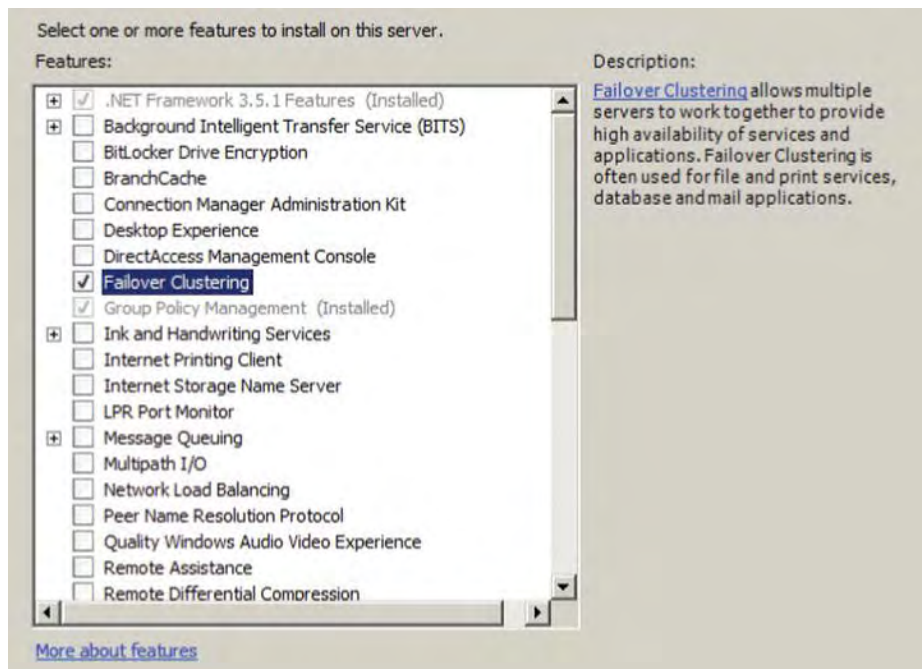 Select one or more features to install on this server.
Features:
.NET Framework 3.5.1 Features (Installed)
Background Intelligent Transfer Service (BITS)
BitLocker Drive Encryption
BranchCache
Connection Manager Administration Kit
Desktop Experience
DirectAccess Management Console
Failover Clustering
Group Policy Management (Installed)
Ink and Handwriting Services
Internet Printing Client
Internet Storage Name Server
LPR Port Monitor
Message Queuing
Multipath I/O
Network Load Balancing
Peer Name Resolution Protocol
Quality Windows Audio Video Experience
Remote Assistance
Remote Differential Compression
More about features
Description:
Failover Clustering allows multiple
servers to work together to provide
high availability of services and
applications. Failover Clustering is
often used for file and print services,
database and mail applications.